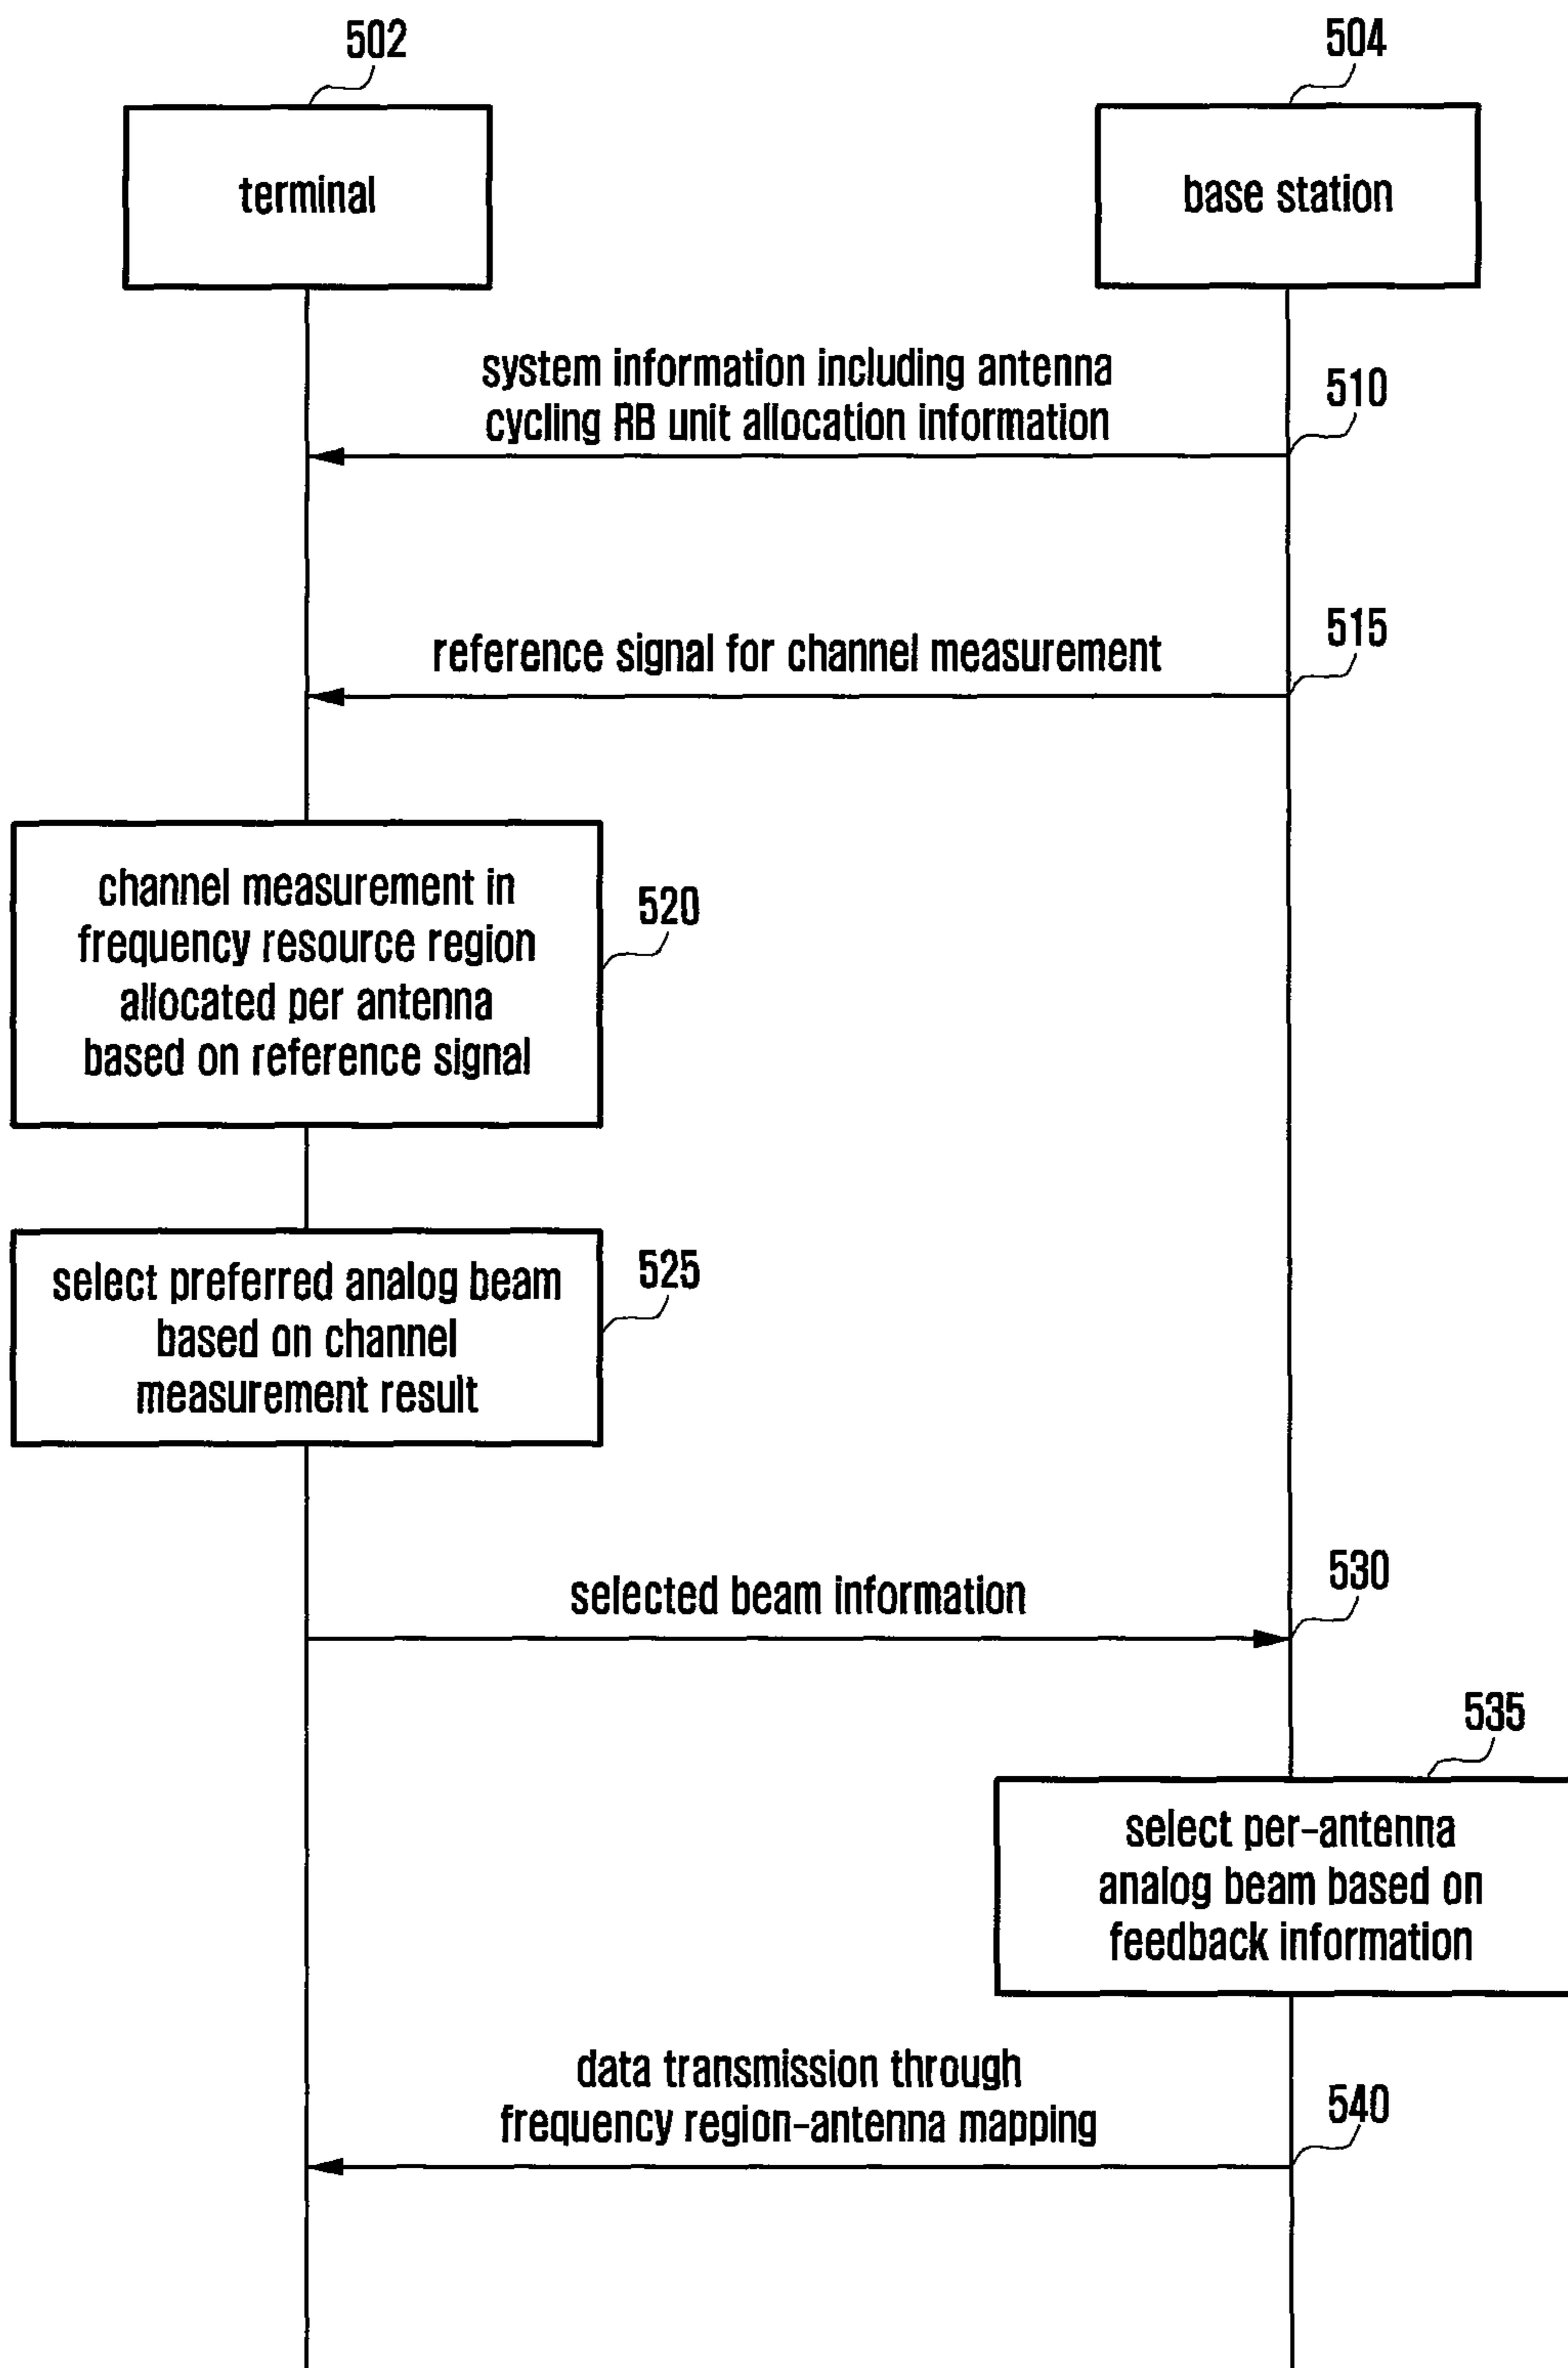 502
504
terminal
base station
system information including antenna
cycling RB unit allocation information
510
reference signal for channel measurement
515
channel measurement in
frequency resource region
allocated per antenna
based on reference signal
520
select preferred analog beam
based on channel
measurement result
525
selected beam information
530
535
select per-antenna
analog beam based on
feedback information
data transmission through
frequency region-antenna mapping
540